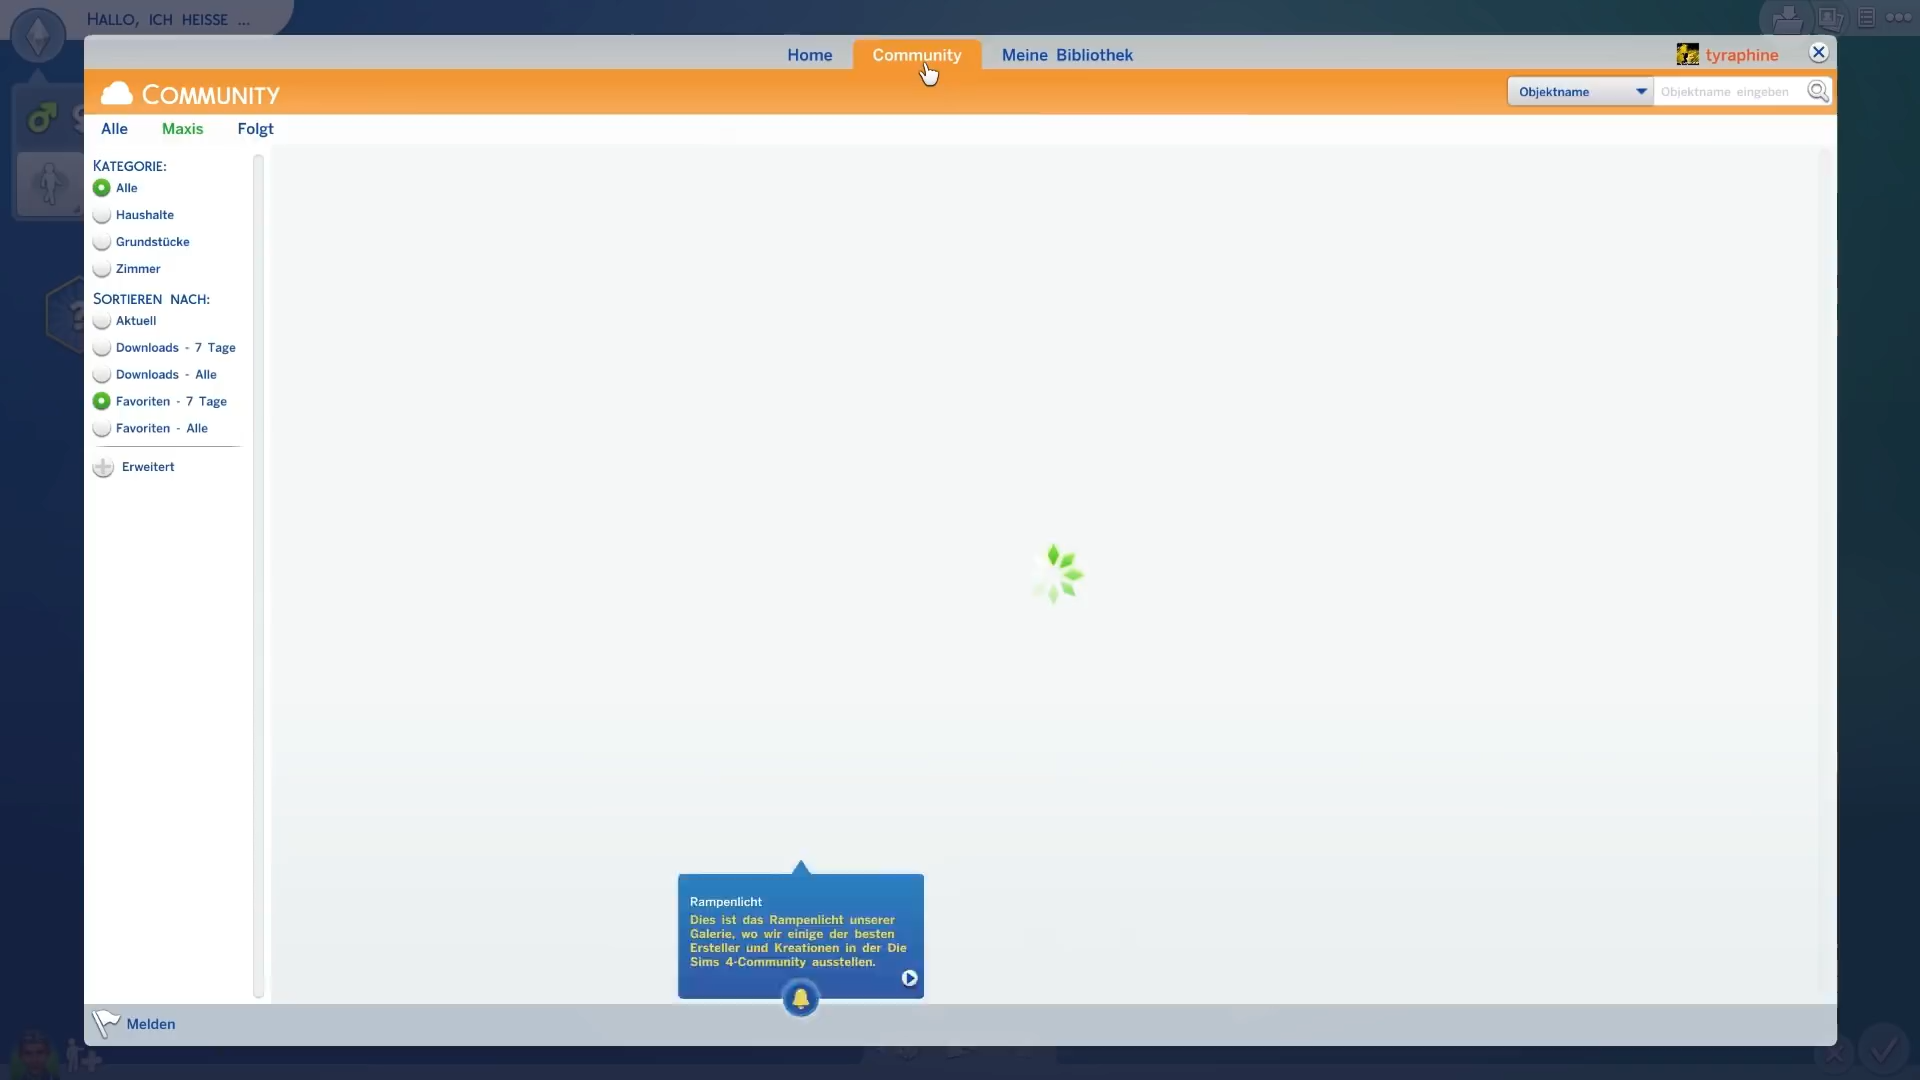 HALLO, ICH HEISSE ...
Home
Community
Meine Bibliothek
tyraphine
COMMUNITY
Objektname
Objektname eingeben
Alle
Maxis
Folgt
KATEGORIE:
Alle
Haushalte
Grundstücke
Zimmer
SORTIEREN NACH:
Aktuell
Downloads - 7 Tage
Downloads - Alle
Favoriten - 7 Tage
Favoriten - Alle
Erweitert
Rampenlicht
Dies ist das Rampenlicht unserer
Galerie, wo wir einige der besten
Ersteller und Kreationen in der Die
Sims 4-Community ausstellen.
Melden